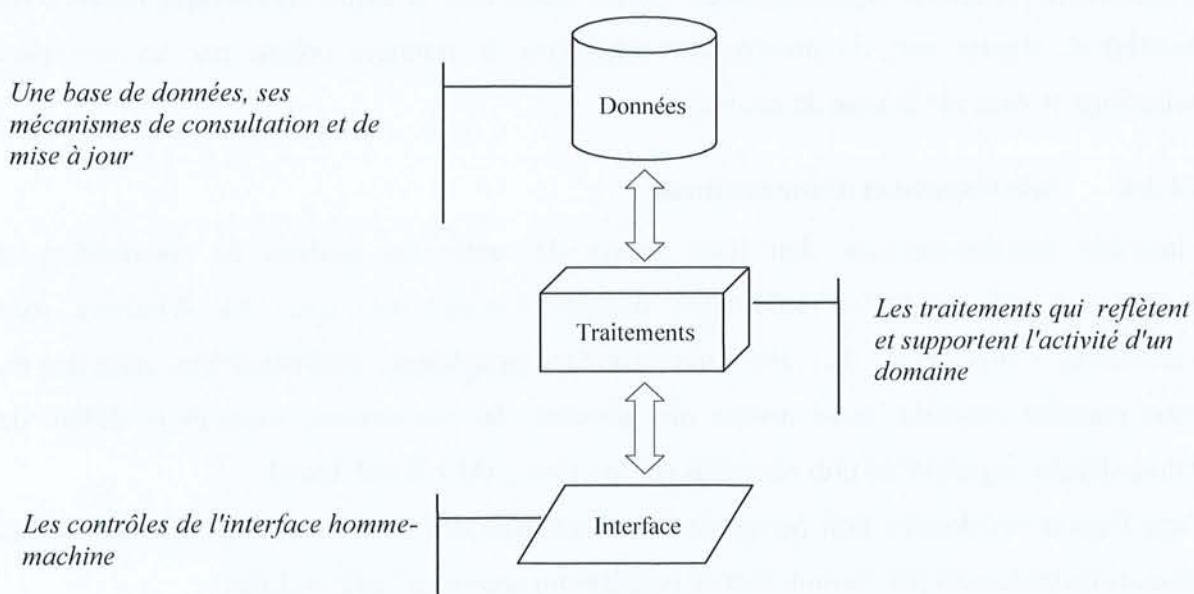 Une base de données, ses
mécanismes de consultation et de
mise à jour
Données
Traitements
Les traitements qui reflètent
et supportent l'activité d'un
domaine
Les contrôles de l'interface homme-
machine
Interface